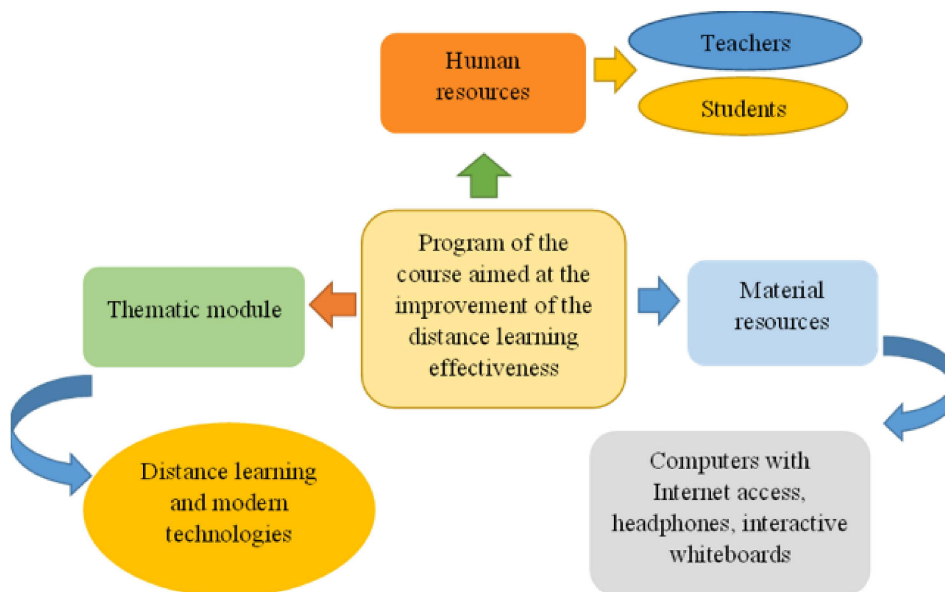 Human
resources
Teachers
Students
Program of the
course aimed at the
improvement of the
distance learning
effectiveness
Thematic module
Material
resources
Distance learning
and modern
technologies
Computers with
Internet access,
headphones, interactive
whiteboards